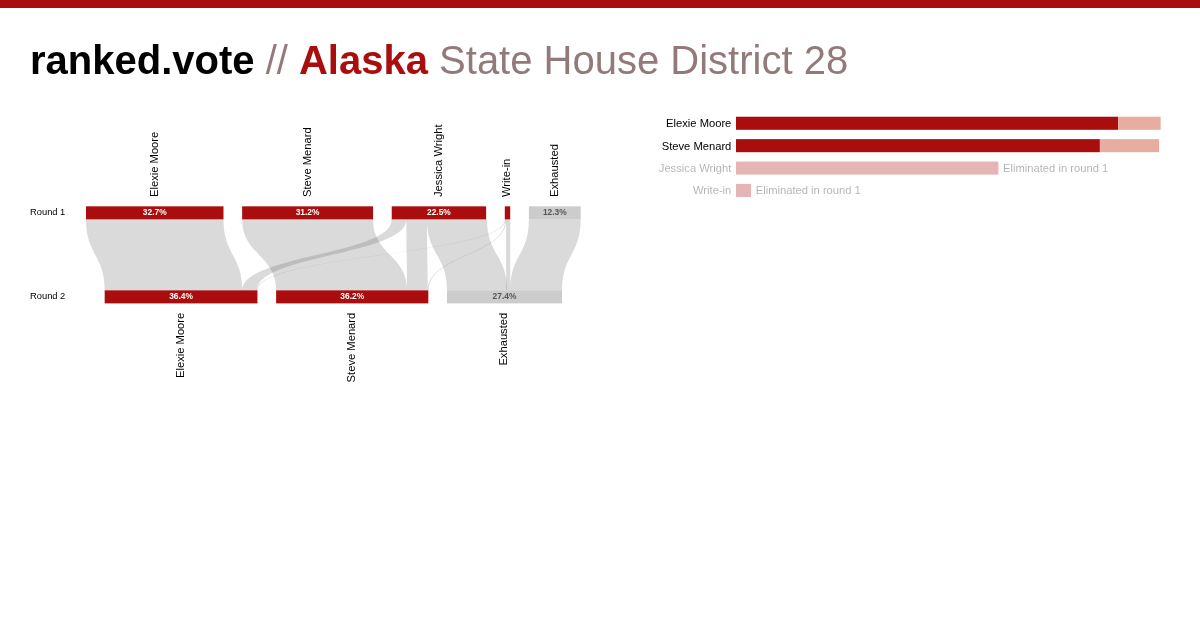 ranked.vote // Alaska State House District 28
Elexie Moore
Steve Menard
Jessica Wright
Write-in
Exhausted
Round 1
32.7%
31.2%
22.5%
12.3%
Round 2
36.4%
36.2%
27.4%
Elexie Moore
Steve Menard
Exhausted
Elexie Moore
Steve Menard
Jessica Wright Eliminated in round 1
Write-in Eliminated in round 1